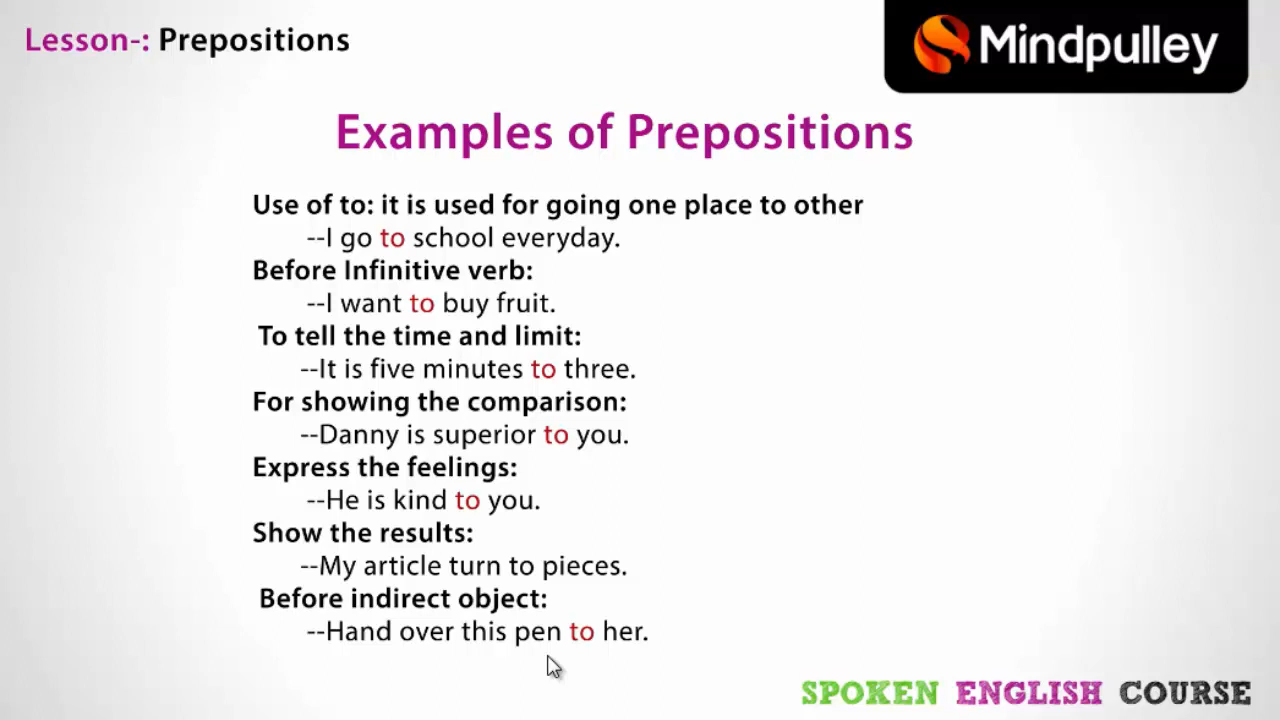 Lesson-: Prepositions
Mindpulley
Examples of Prepositions
Use of to: it is used for going one place to other
--I go to school everyday.
Before Infinitive verb:
--I want to buy fruit.
To tell the time and limit:
--It is five minutes to three.
For showing the comparison:
--Danny is superior to you.
Express the feelings:
--He is kind to you.
Show the results:
--My article turn to pieces.
Before indirect object:
--Hand over this pen to her.
SPOKEN ENGLISH COURSE